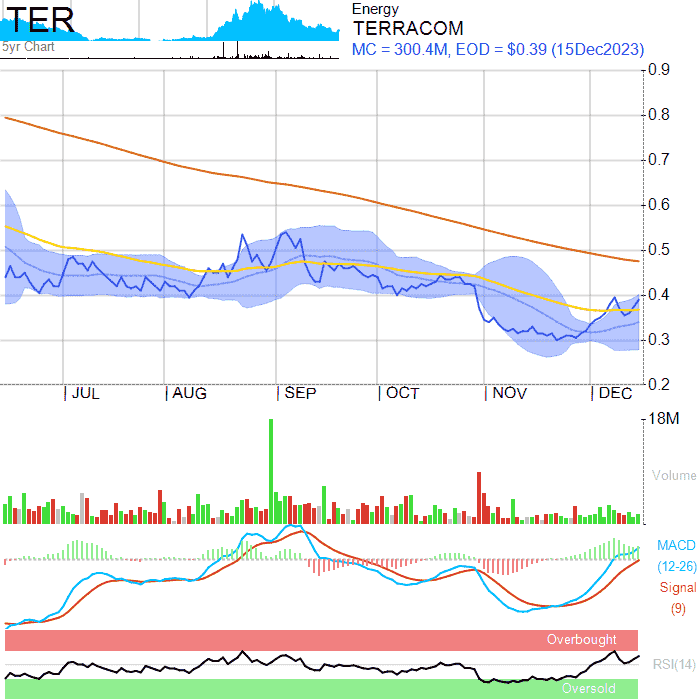 TER
5yr Chart
Energy
TERRACOM
MC = 300.4M, EOD = $0.39 (15Dec2023)
0.9
0.8
0.7
0.6
0.5
0.4
0.3
0.2
JUL AUG SEP OCT NOV DEC
18M
Volume
MACD
(12-26)
Signal
(9)
Overbought
RSI(14)
Oversold